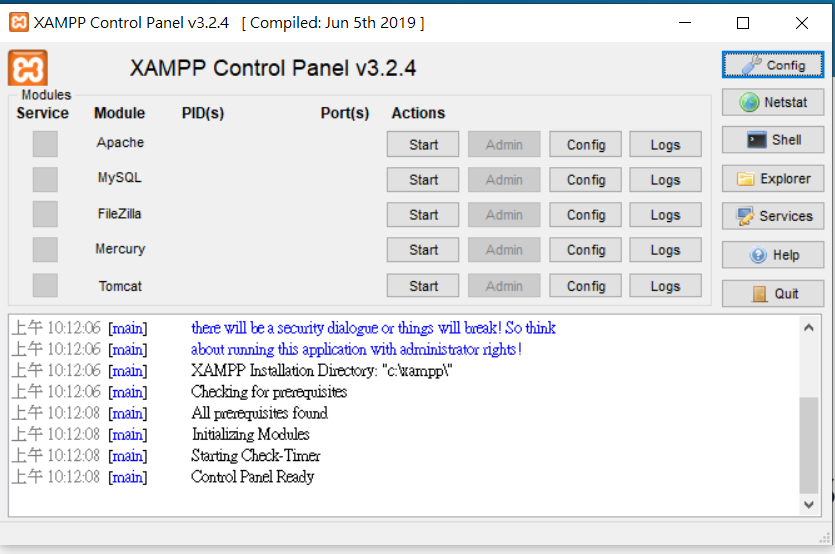 XAMPP Control Panel v3.2.4 [ Compiled: Jun 5th 2019 ]
XAMPP Control Panel v3.2.4
Config
Modules
Service Module PID(s) Port(s) Actions
Netstat
Apache Start Admin Config Logs
Shell
MySQL Start Admin Config Logs
Explorer
FileZilla Start Admin Config Logs
Services
Mercury Start Admin Config Logs
Help
Tomcat Start Admin Config Logs
Quit
上午 10:12:06 [main] there will be a security dialogue or things will break! So think
上午 10:12:06 [main] about running this application with administrator rights!
上午 10:12:06 [main] XAMPP Installation Directory: "c:\xampp\"
上午 10:12:06 [main] Checking for prerequisites
上午 10:12:08 [main] All prerequisites found
上午 10:12:08 [main] Initializing Modules
上午 10:12:08 [main] Starting Check-Timer
上午 10:12:08 [main] Control Panel Ready